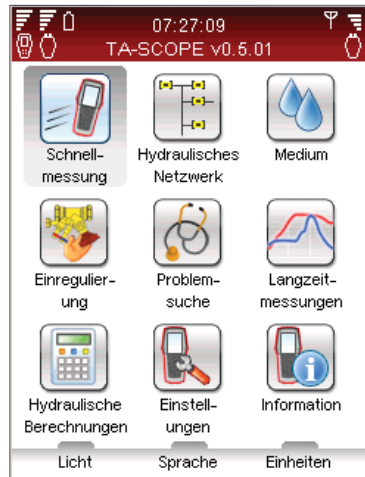 07:27:09
TA-SCOPE v0.5.01
Schnell-
messung
Hydraulisches
Netzwerk
Medium
Einregulier-
ung
Problem-
suche
Langzeit-
messungen
Hydraulische
Berechnungen
Einstell-
ungen
Information
Licht
Sprache
Einheiten